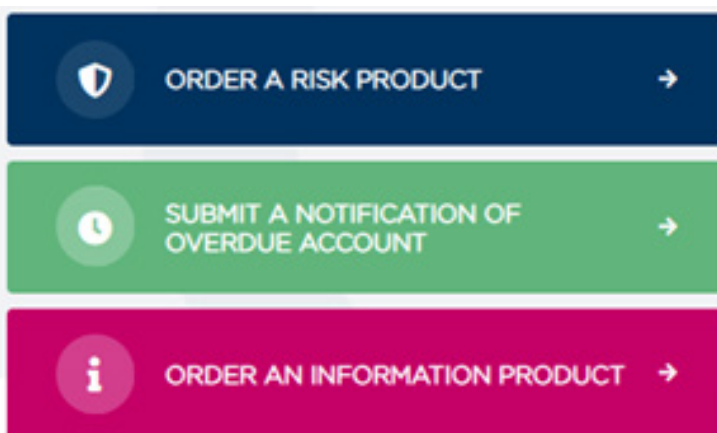 ORDER A RISK PRODUCT
SUBMIT A NOTIFICATION OF
OVERDUE ACCOUNT
ORDER AN INFORMATION PRODUCT